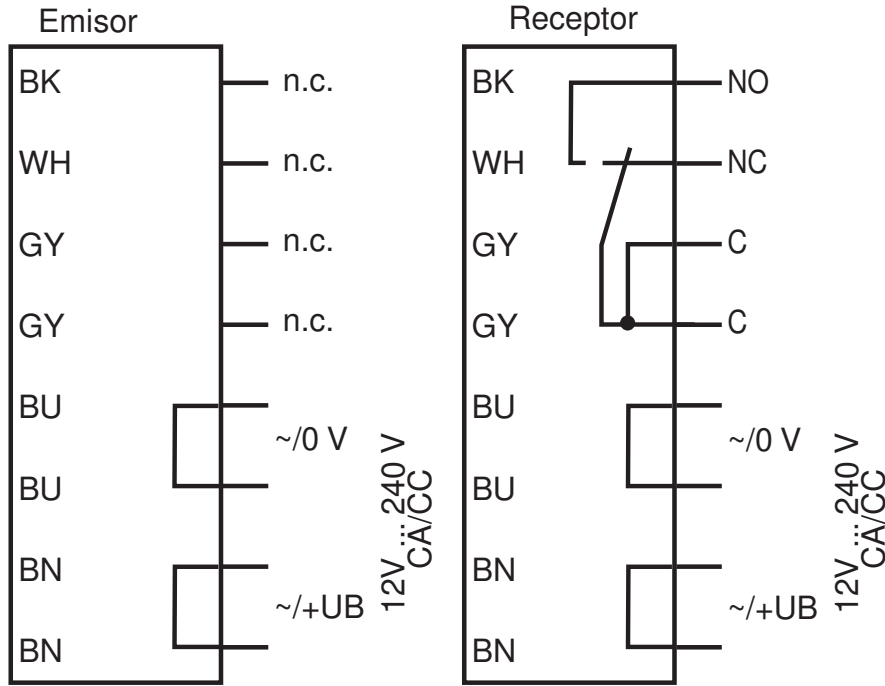 Emisor
BK n.c.
WH n.c.
GY n.c.
GY n.c.
BU
~/0 V
BU
BN
~/+UB
BN
12V ... 240 V
CA/CC
Receptor
BK NO
WH NC
GY C
GY C
BU
~/0 V
BU
BN
~/+UB
BN
12V ... 240 V
CA/CC